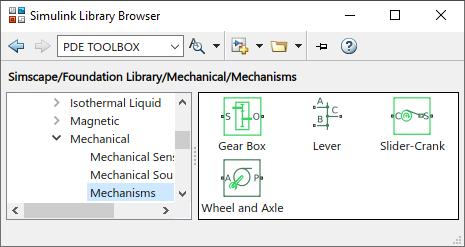 Simulink Library Browser
PDE TOOLBOX
Simscape/Foundation Library/Mechanical/Mechanisms
Isothermal Liquid
Magnetic
Mechanical
Mechanical Sens
Mechanical Sou
Mechanisms
S O
Gear Box
A
B C
Lever
C S
Slider-Crank
A P
Wheel and Axle